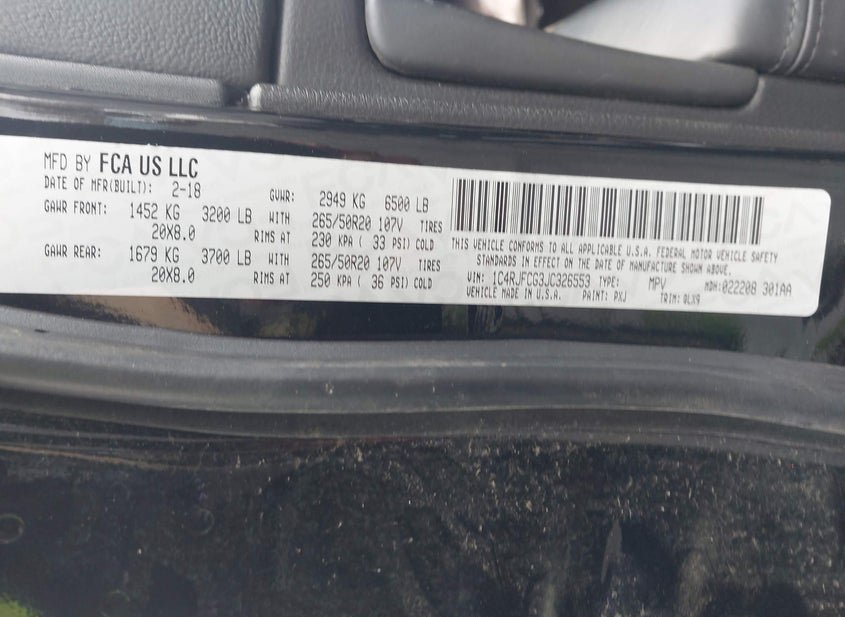 MFD BY FCA US LLC
DATE OF MFR(BUILT): 2-18 GVWR: 2949 KG 6500 LB
GAWR FRONT: 1452 KG 3200 LB WITH 265/50R20 107V TIRES
20X8.0 RIMS AT 230 KPA ( 33 PSI) COLD
GAWR REAR: 1679 KG 3700 LB WITH 265/50R20 107V TIRES
20X8.0 RIMS AT 250 KPA ( 36 PSI) COLD
THIS VEHICLE CONFORMS TO ALL APPLICABLE U.S.A. FEDERAL MOTOR VEHICLE SAFETY
STANDARDS IN EFFECT ON THE DATE OF MANUFACTURE SHOWN ABOVE.
VIN: 1C4RJFCG3JC326553 TYPE: MPV MDH:022208 301AA
VEHICLE MADE IN U.S.A. PAINT: PXJ TRIM: QLX9